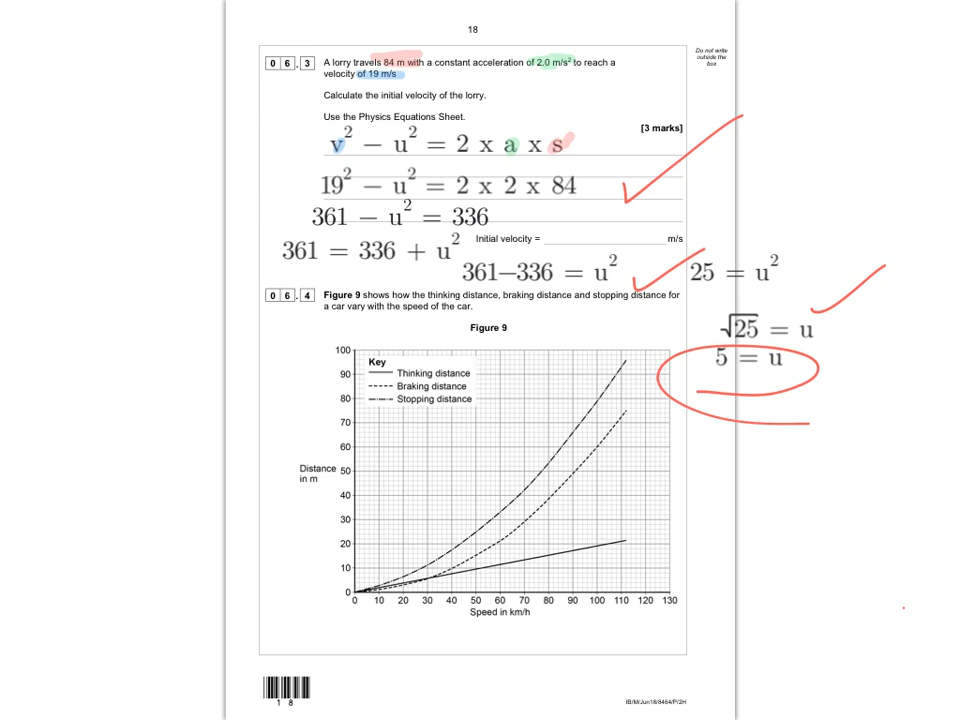 18
Do not write
outside the
box
0 6 . 3 A lorry travels 84 m with a constant acceleration of 2.0 m/s² to reach a
velocity of 19 m/s
Calculate the initial velocity of the lorry.
Use the Physics Equations Sheet.
[3 marks]
v² − u² = 2 x a x s
19² − u² = 2 x 2 x 84
361 − u² = 336
Initial velocity = ____ m/s
361 = 336 + u²
361−336 = u²
25 = u²
√25 = u
5 = u
0 6 . 4 Figure 9 shows how the thinking distance, braking distance and stopping distance for
a car vary with the speed of the car.
Figure 9
Key
Thinking distance
Braking distance
Stopping distance
100
90
80
70
60
50
40
30
20
10
0
Distance
in m
0 10 20 30 40 50 60 70 80 90 100 110 120 130
Speed in km/h
1 8
IB/M/Jun18/8464/P/2H